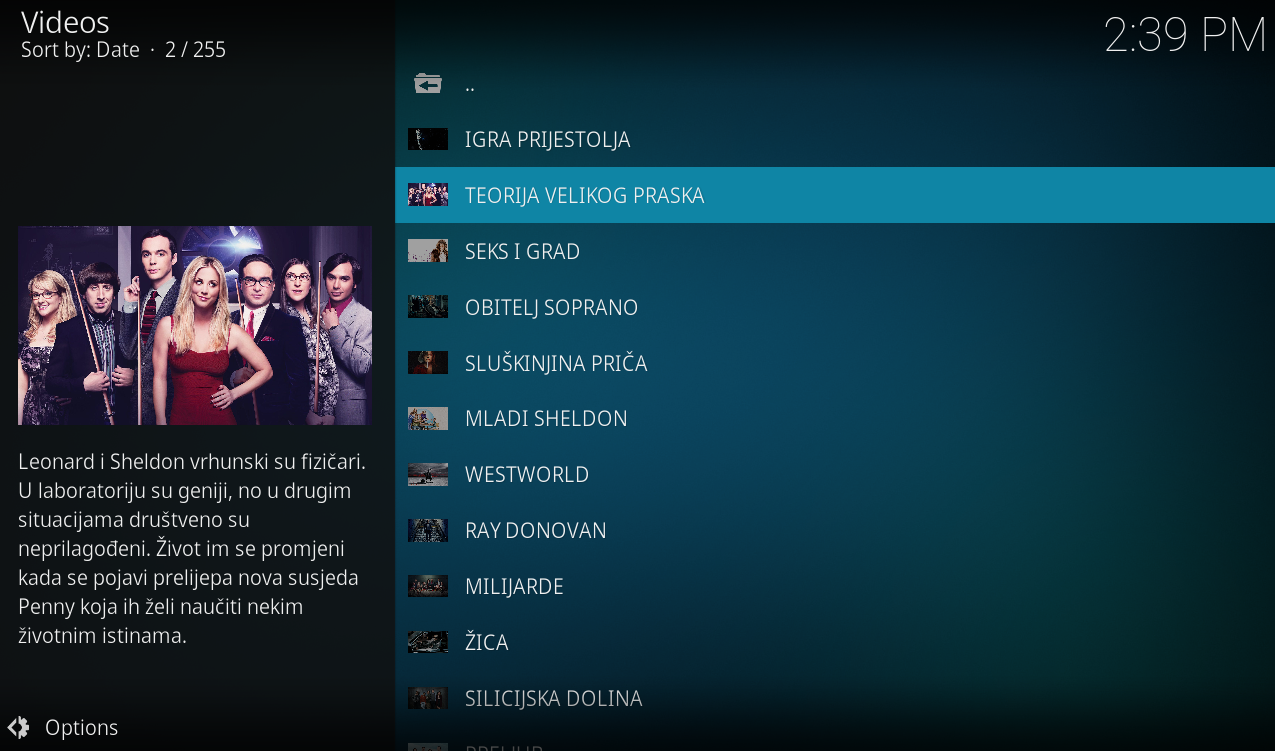 Videos
Sort by: Date · 2 / 255
2:39 PM
..
IGRA PRIJESTOLJA
TEORIJA VELIKOG PRASKA
SEKS I GRAD
OBITELJ SOPRANO
SLUŠKINJINA PRIČA
MLADI SHELDON
WESTWORLD
RAY DONOVAN
MILIJARDE
ŽICA
SILICIJSKA DOLINA
Leonard i Sheldon vrhunski su fizičari.
U laboratoriju su geniji, no u drugim
situacijama društveno su
neprilagođeni. Život im se promjeni
kada se pojavi prelijepa nova susjeda
Penny koja ih želi naučiti nekim
životnim istinama.
Options